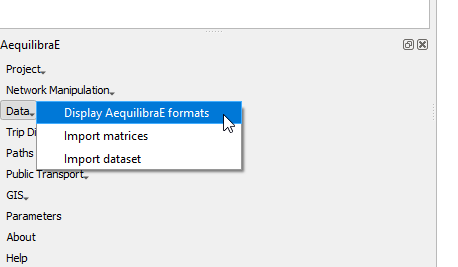 AequilibraE
Project
Network Manipulation
Data
Display AequilibraE formats
Import matrices
Import dataset
Trip Di
Paths
Public Transport
GIS
Parameters
About
Help